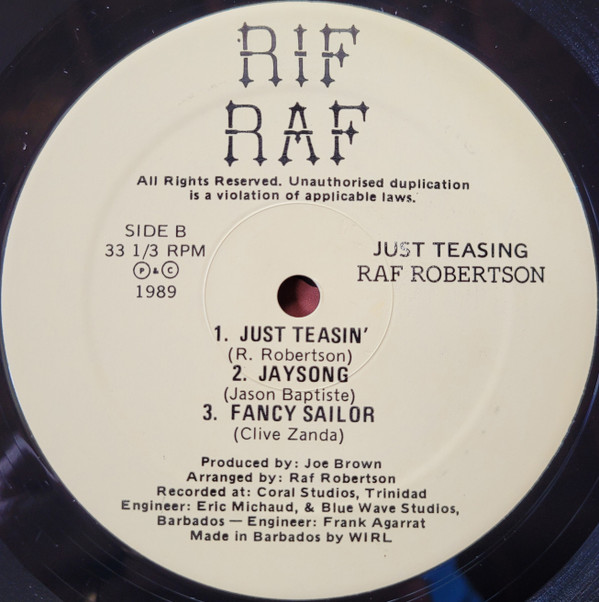 RIF
RAF
All Rights Reserved. Unauthorised duplication
is a violation of applicable laws.
SIDE B
33 1/3 RPM
Ⓟ & Ⓒ
1989
JUST TEASING
RAF ROBERTSON
1. JUST TEASIN'
(R. Robertson)
2. JAYSONG
(Jason Baptiste)
3. FANCY SAILOR
(Clive Zanda)
Produced by: Joe Brown
Arranged by: Raf Robertson
Recorded at: Coral Studios, Trinidad
Engineer: Eric Michaud, & Blue Wave Studios,
Barbados — Engineer: Frank Agarrat
Made in Barbados by WIRL